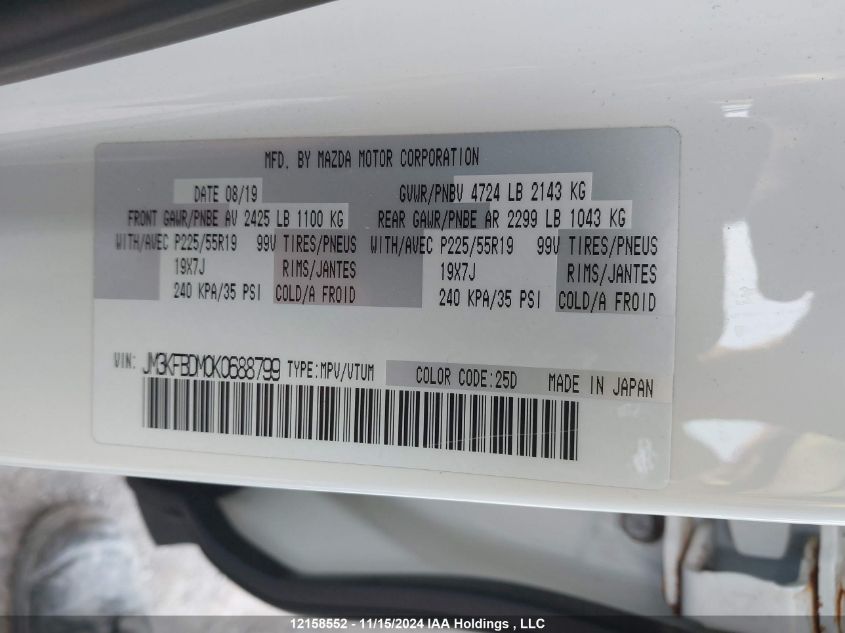 MFD. BY MAZDA MOTOR CORPORATION
DATE 08/19 GVWR/PNBV 4724 LB 2143 KG
FRONT GAWR/PNBE AV 2425 LB 1100 KG REAR GAWR/PNBE AR 2299 LB 1043 KG
WITH/AVEC P225/55R19 99V TIRES/PNEUS WITH/AVEC P225/55R19 99V TIRES/PNEUS
19X7J RIMS/JANTES 19X7J RIMS/JANTES
240 KPA/35 PSI COLD/A FROID 240 KPA/35 PSI COLD/A FROID
VIN: JM3KFBDM0K0688799 TYPE:MPV/VTUM COLOR CODE:25D MADE IN JAPAN
12158552 - 11/15/2024 IAA Holdings , LLC